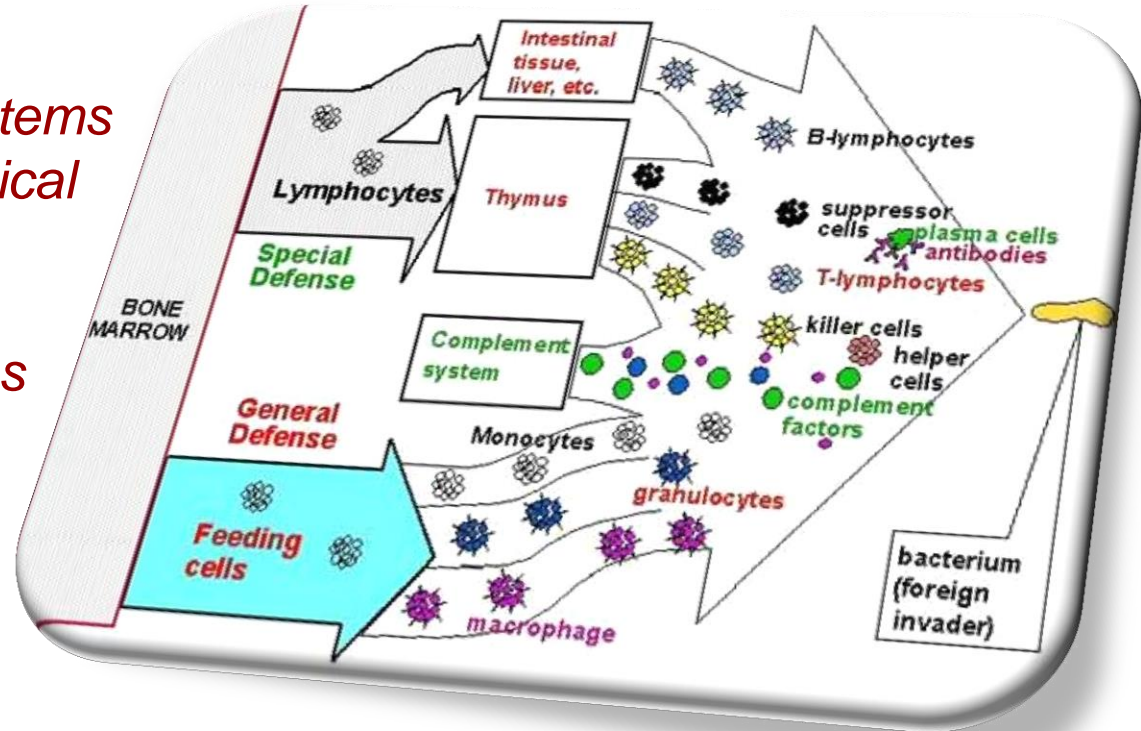 tems
ical
s
BONE
MARROW
Lymphocytes
Special
Defense
General
Defense
Feeding
cells
Intestinal
tissue,
liver, etc.
Thymus
Complement
system
Monocytes
macrophage
granulocytes
B-lymphocytes
suppressor
cells
plasma cells
antibodies
T-lymphocytes
killer cells
helper
cells
complement
factors
bacterium
(foreign
invader)